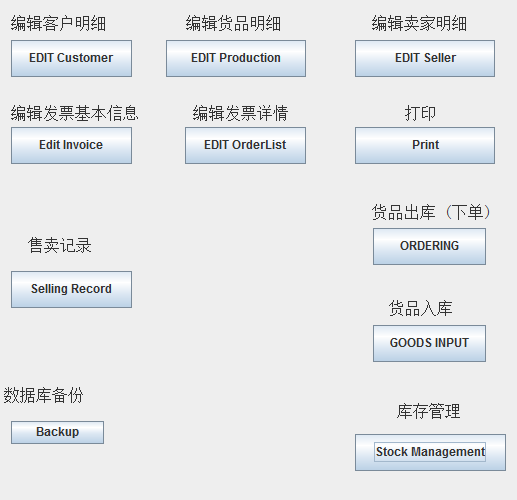 编辑客户明细
编辑货品明细
编辑卖家明细
EDIT Customer
EDIT Production
EDIT Seller
编辑发票基本信息
编辑发票详情
打印
Edit Invoice
EDIT OrderList
Print
货品出库（下单）
ORDERING
售卖记录
Selling Record
货品入库
GOODS INPUT
数据库备份
库存管理
Backup
Stock Management